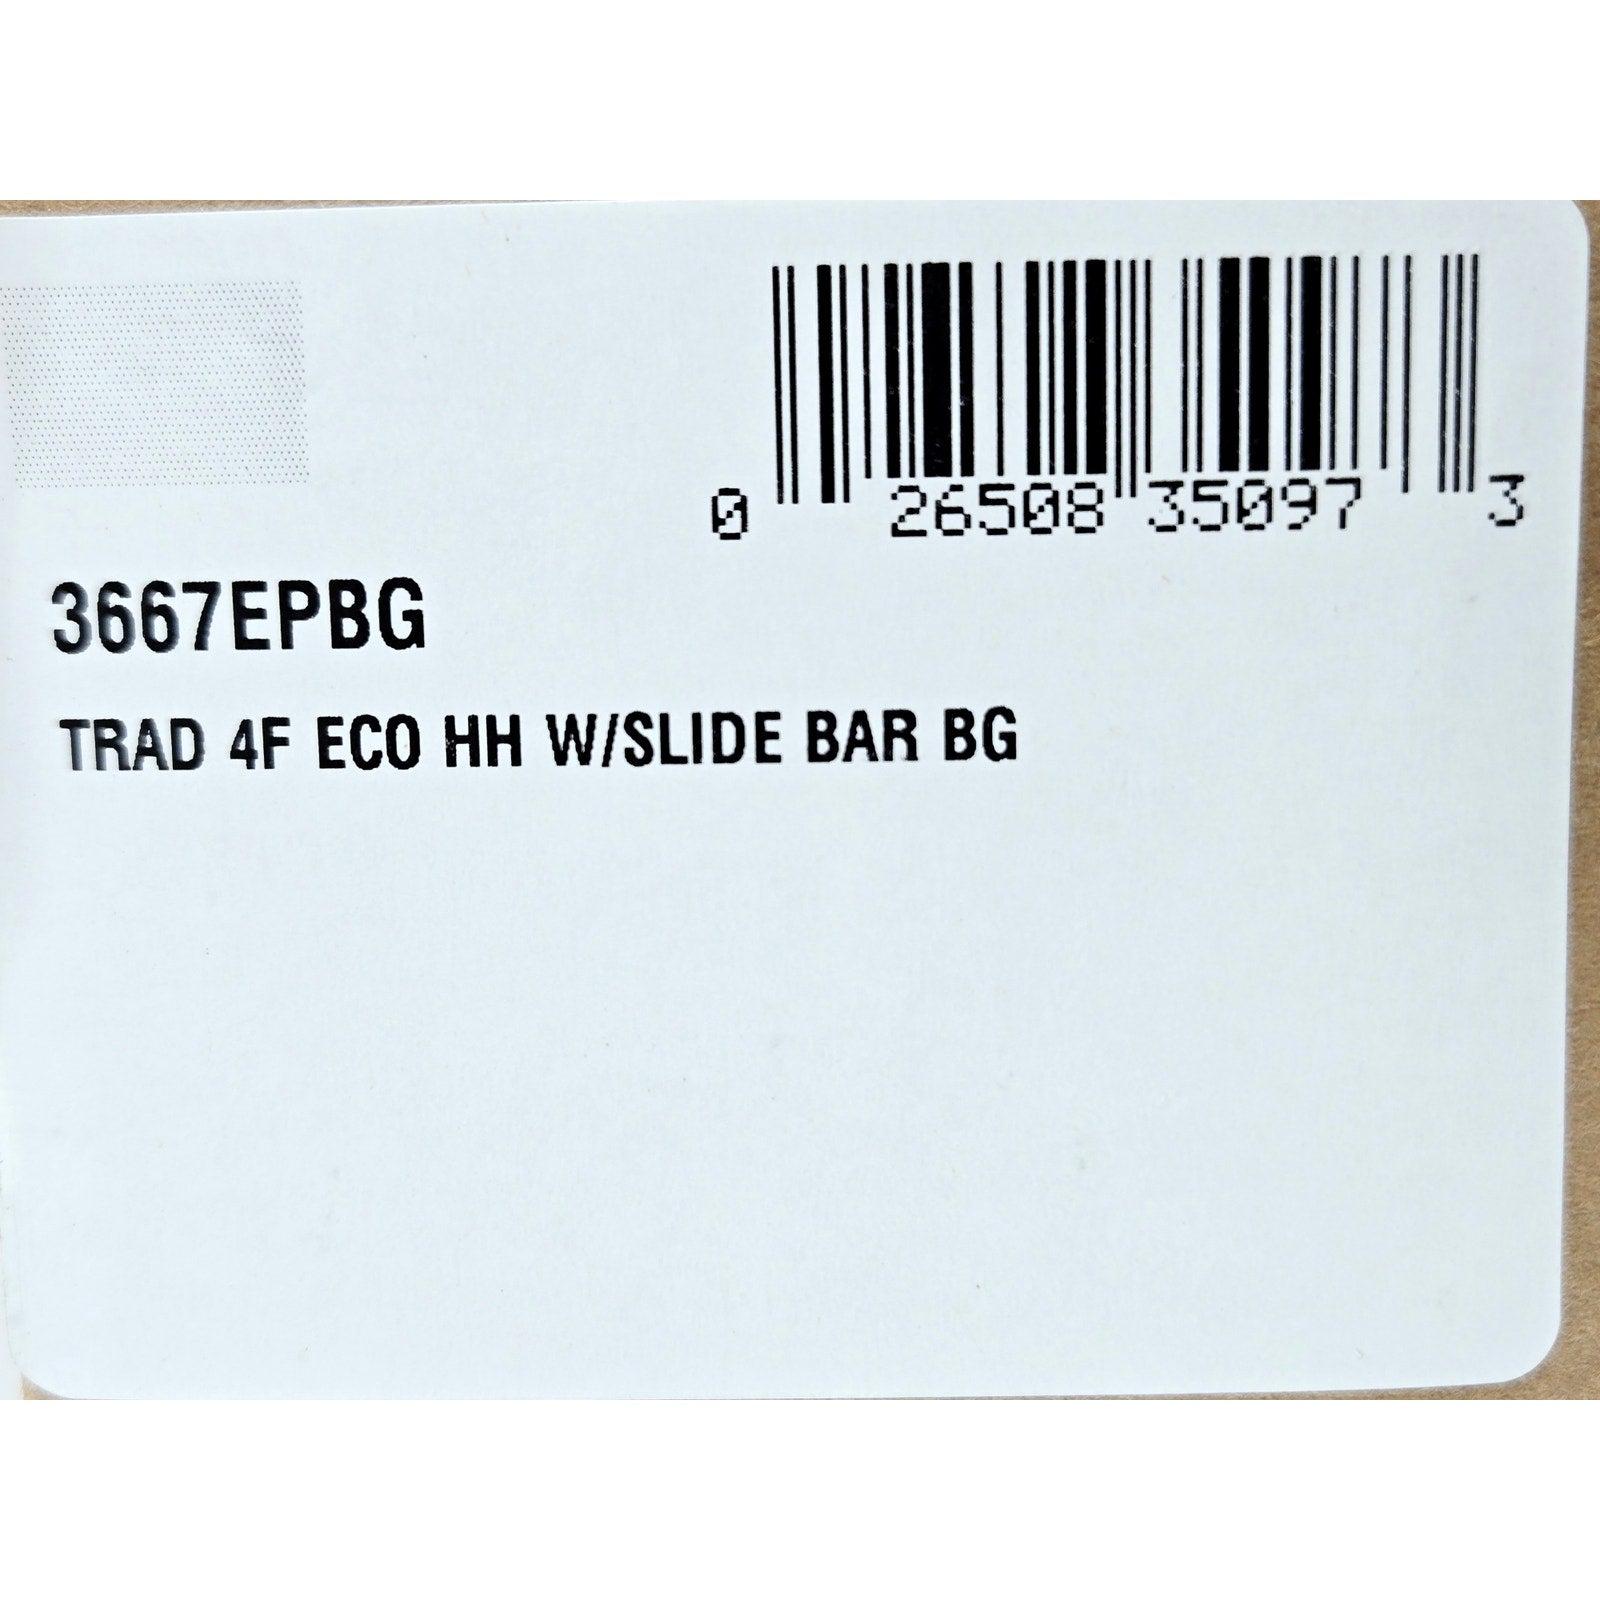 0 26508 35097 3
3667EPBG
TRAD 4F ECO HH W/SLIDE BAR BG